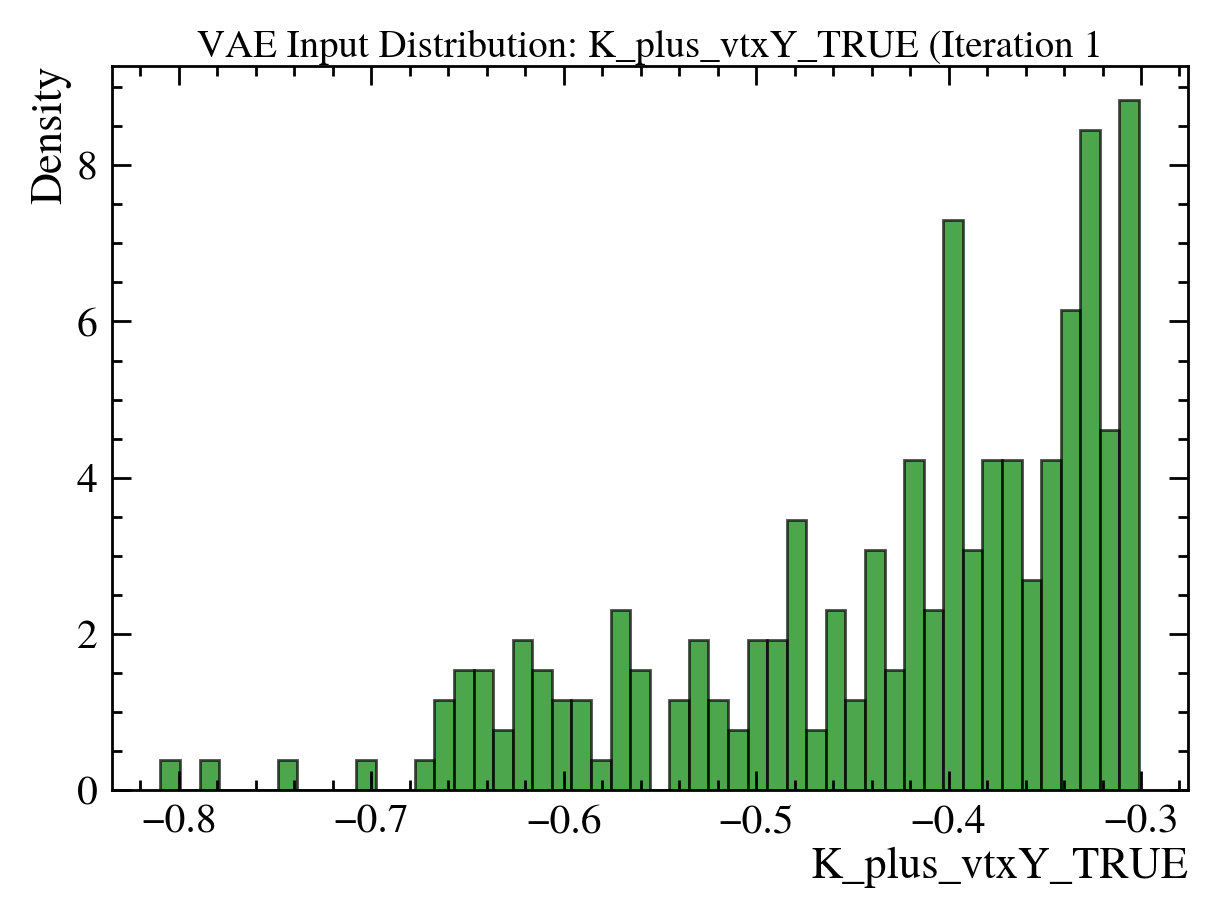 VAE Input Distribution: K_plus_vtxY_TRUE (Iteration 1
Density
8
6
4
2
0
−0.8 −0.7 −0.6 −0.5 −0.4 −0.3
K_plus_vtxY_TRUE